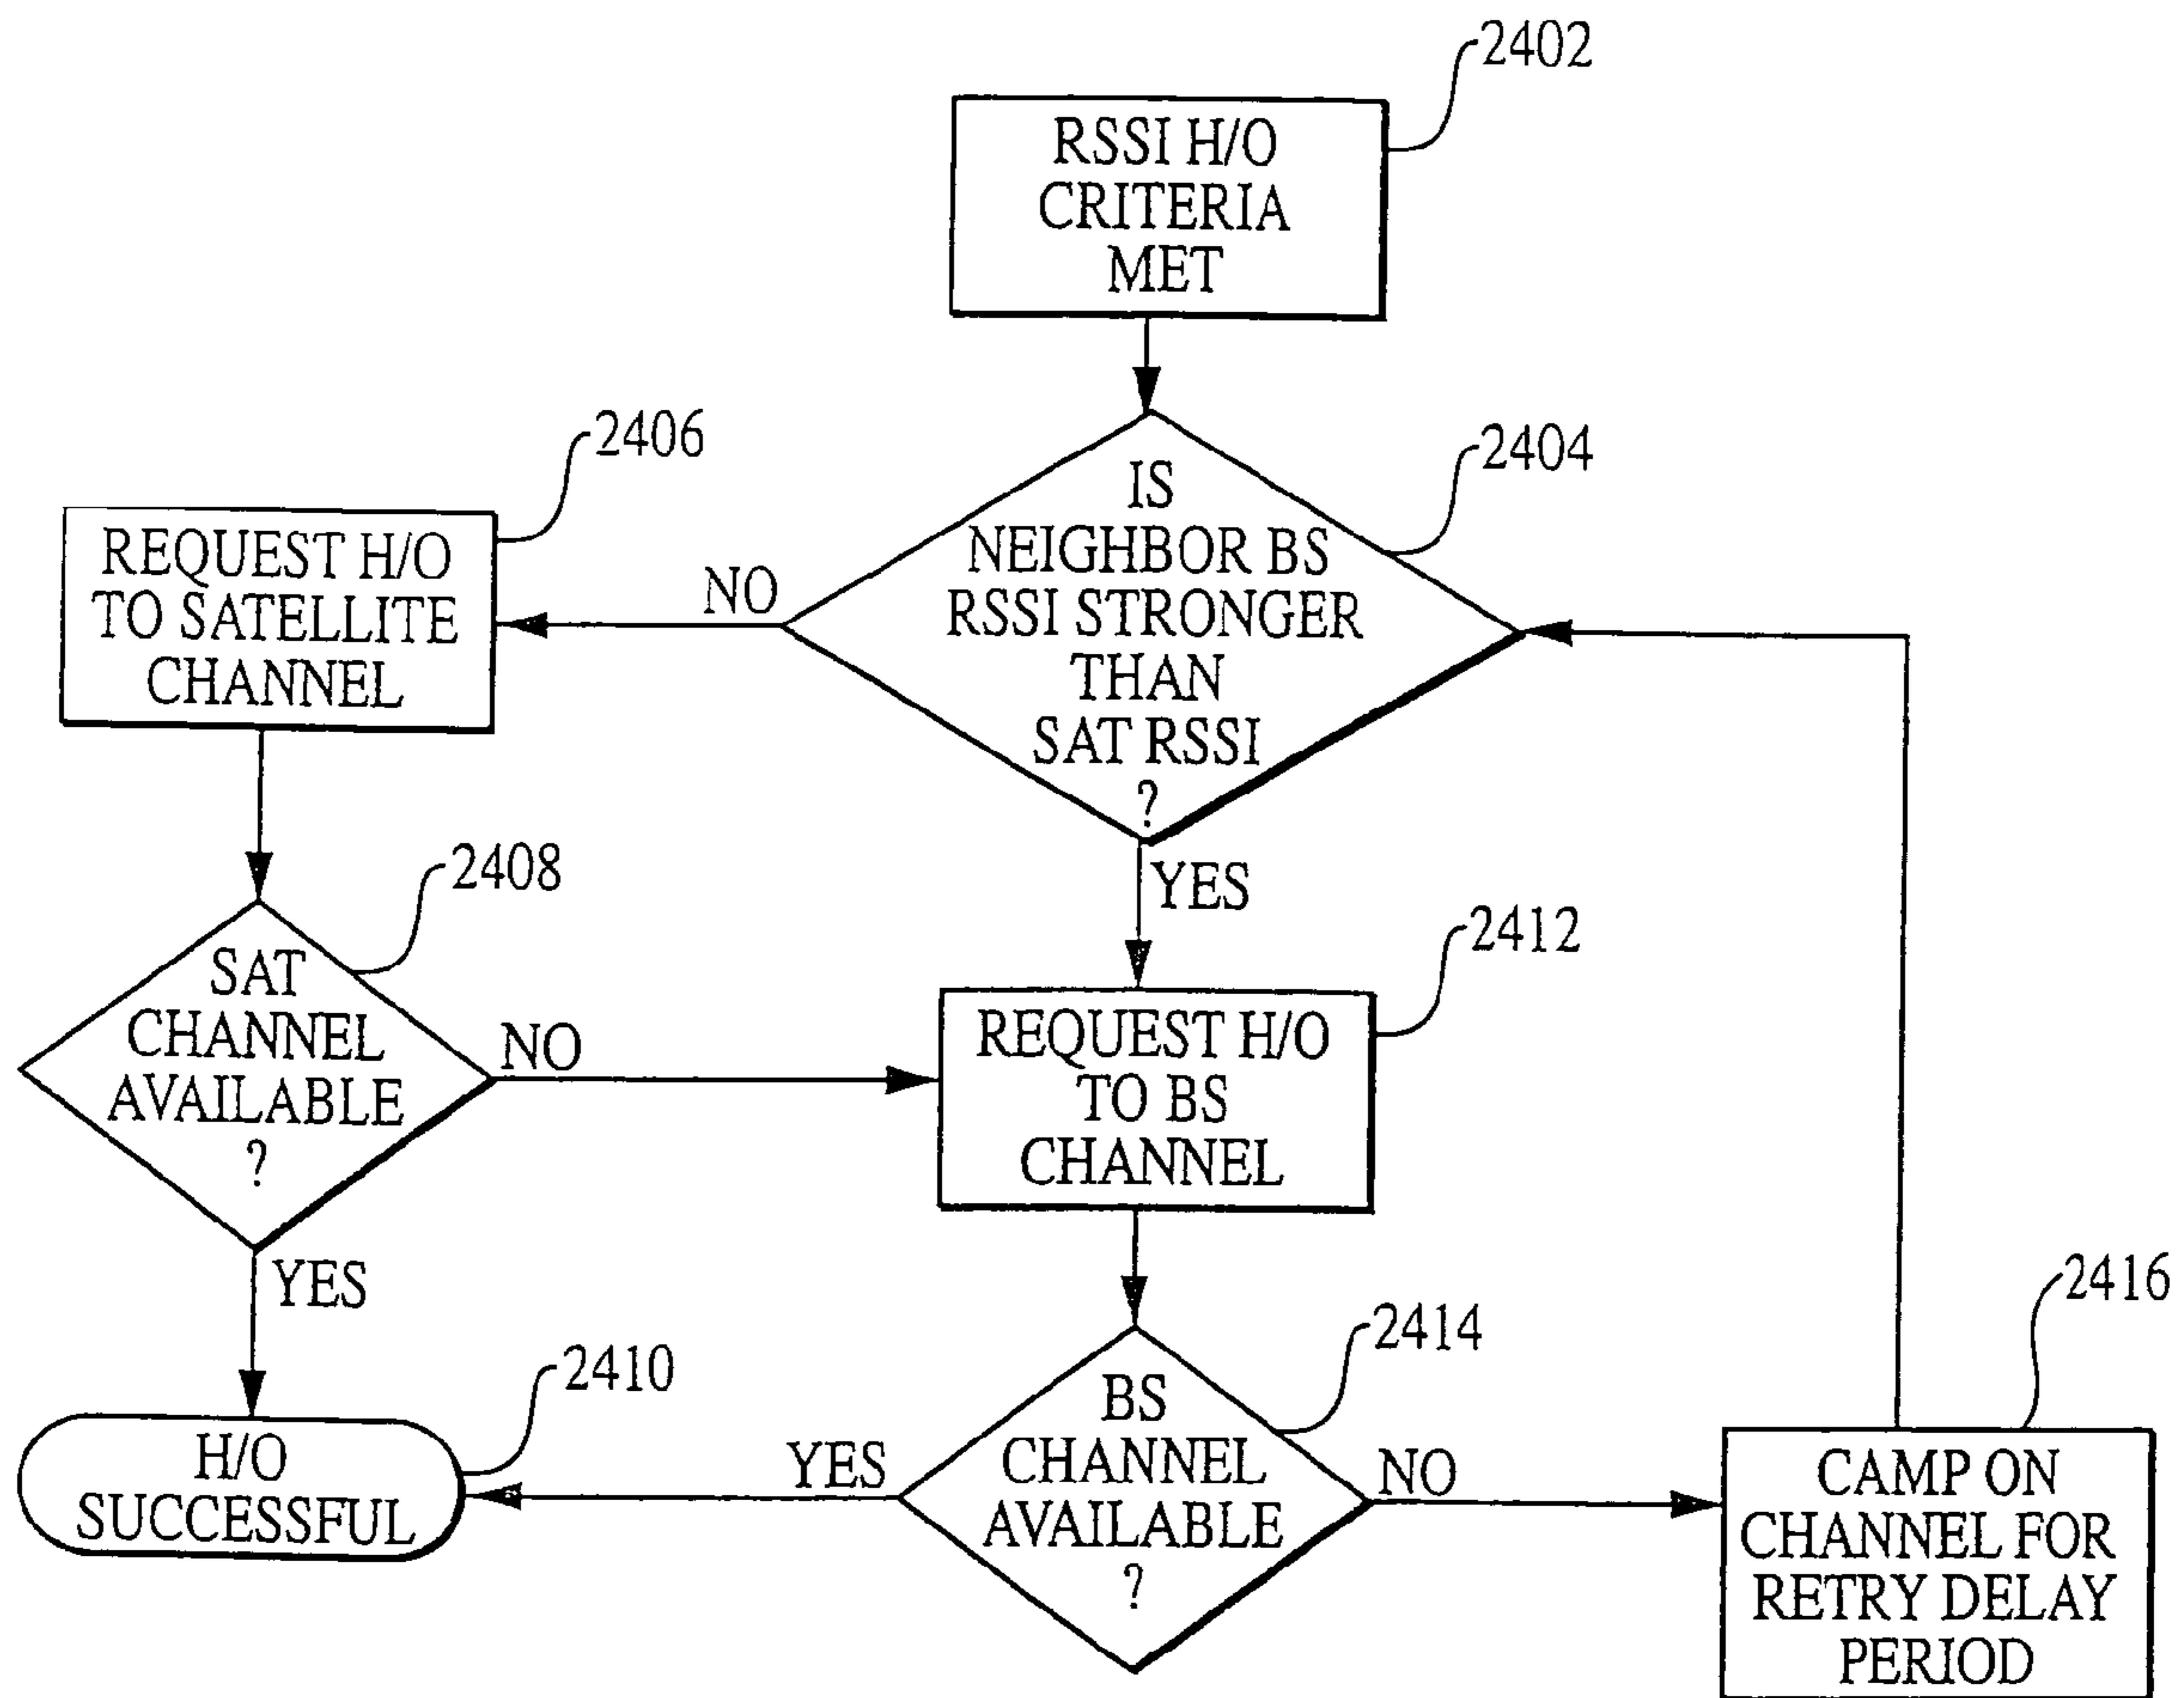 2402
RSSI H/O
CRITERIA
MET
2404
IS
NEIGHBOR BS
RSSI STRONGER
THAN
SAT RSSI
?
NO
YES
2406
REQUEST H/O
TO SATELLITE
CHANNEL
2408
SAT
CHANNEL
AVAILABLE
?
NO
YES
2412
REQUEST H/O
TO BS
CHANNEL
2410
H/O
SUCCESSFUL
2414
BS
CHANNEL
AVAILABLE
?
YES
NO
2416
CAMP ON
CHANNEL FOR
RETRY DELAY
PERIOD